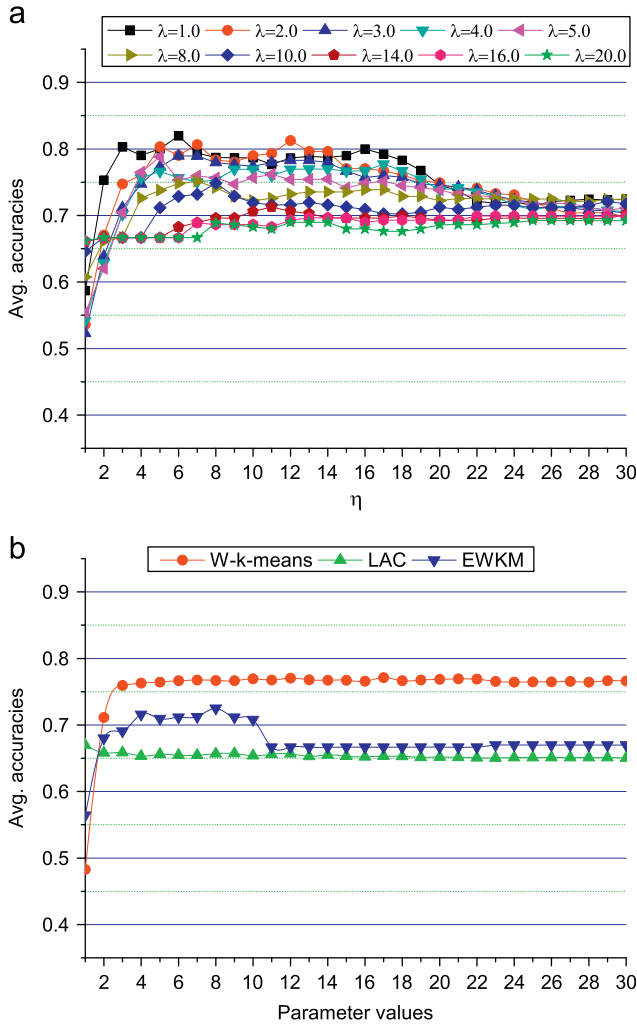 a
λ=1.0 λ=2.0 λ=3.0 λ=4.0 λ=5.0
λ=8.0 λ=10.0 λ=14.0 λ=16.0 λ=20.0
0.9
0.8
0.7
0.6
0.5
0.4
Avg. accuracies
2 4 6 8 10 12 14 16 18 20 22 24 26 28 30
η
b
W-k-means LAC EWKM
0.9
0.8
0.7
0.6
0.5
0.4
Avg. accuracies
2 4 6 8 10 12 14 16 18 20 22 24 26 28 30
Parameter values